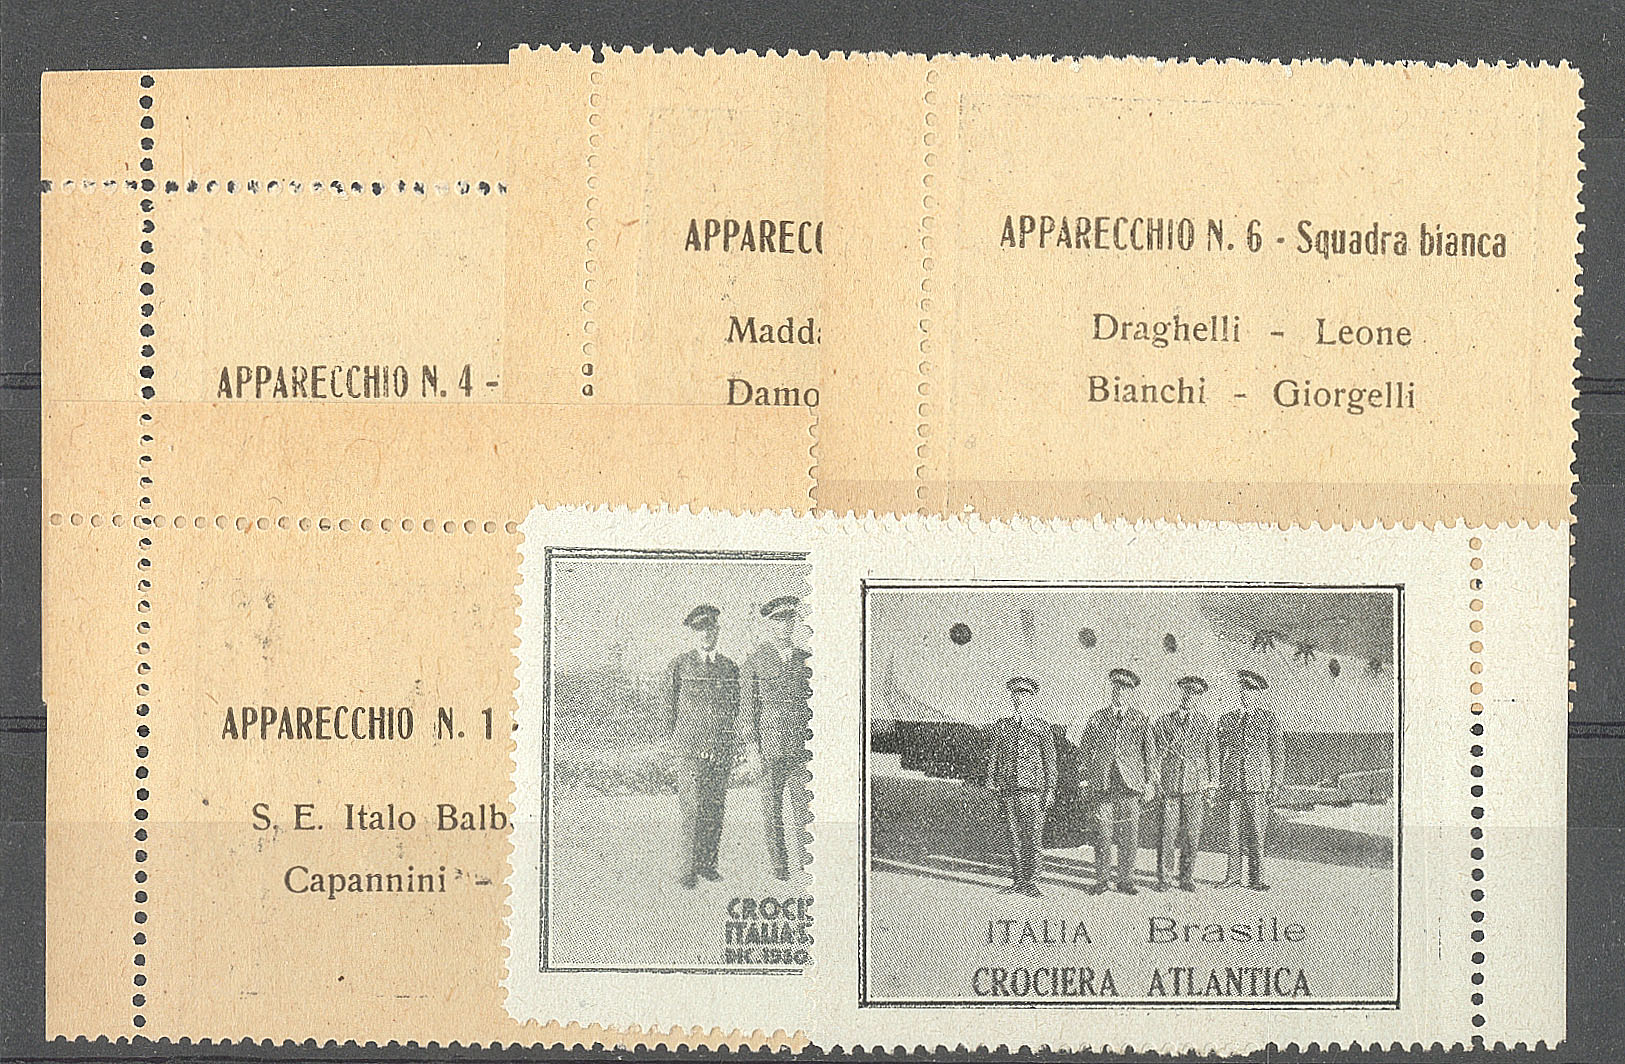 APPARECCHIO N. 4 -
APPARECC
Madda
Damo
APPARECCHIO N. 6 - Squadra bianca
Draghelli - Leone
Bianchi - Giorgelli
APPARECCHIO N. 1
S. E. Italo Balb
Capannini -
CROCI
ITALIA-
DIC. 1930
ITALIA Brasile
CROCIERA ATLANTICA